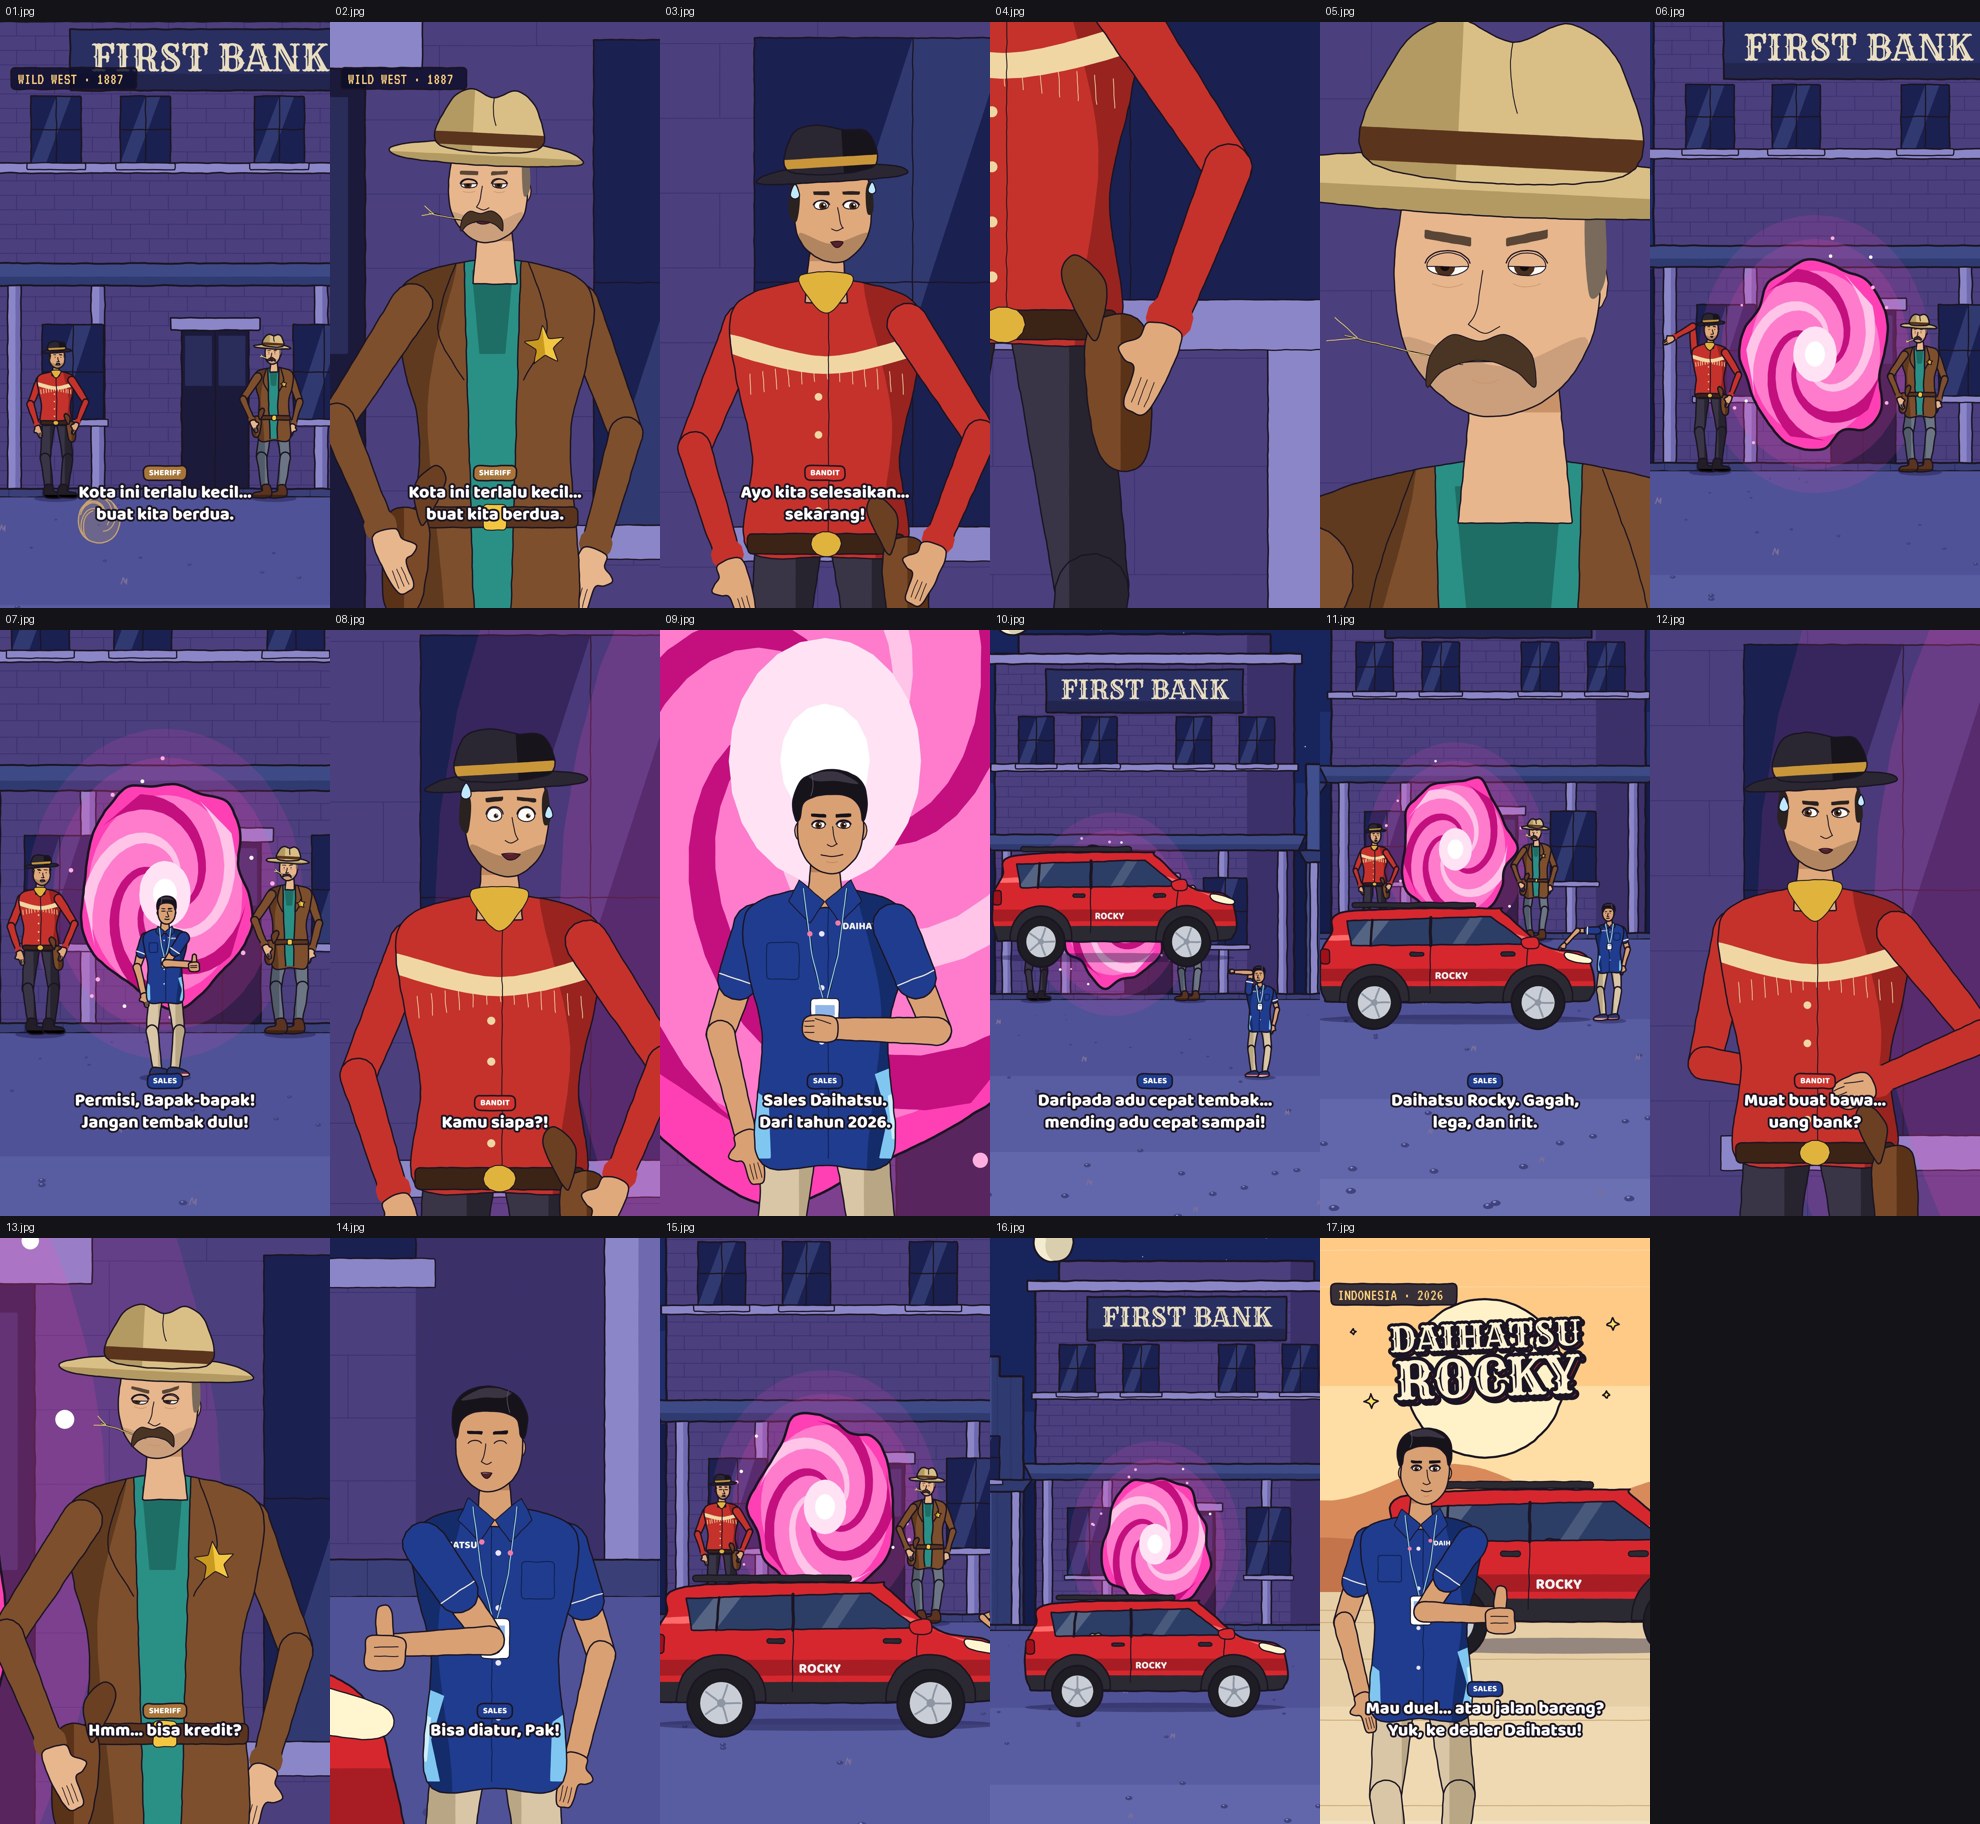 01.jpg
FIRST BANK
WILD WEST · 1887
SHERIFF
Kota ini terlalu kecil...
buat kita berdua.
02.jpg
WILD WEST · 1887
SHERIFF
Kota ini terlalu kecil...
buat kita berdua.
03.jpg
BANDIT
Ayo kita selesaikan...
sekarang!
04.jpg
05.jpg
06.jpg
FIRST BANK
07.jpg
SALES
Permisi, Bapak-bapak!
Jangan tembak dulu!
08.jpg
BANDIT
Kamu siapa?!
09.jpg
DAIHA
SALES
Sales Daihatsu.
Dari tahun 2026.
10.jpg
FIRST BANK
ROCKY
SALES
Daripada adu cepat tembak...
mending adu cepat sampai!
11.jpg
ROCKY
SALES
Daihatsu Rocky. Gagah,
lega, dan irit.
12.jpg
BANDIT
Muat buat bawa...
uang bank?
13.jpg
SHERIFF
Hmm... bisa kredit?
14.jpg
ATSU
SALES
Bisa diatur, Pak!
15.jpg
ROCKY
16.jpg
FIRST BANK
ROCKY
17.jpg
INDONESIA · 2026
DAIHATSU
ROCKY
DAIH
ROCKY
SALES
Mau duel... atau jalan bareng?
Yuk, ke dealer Daihatsu!